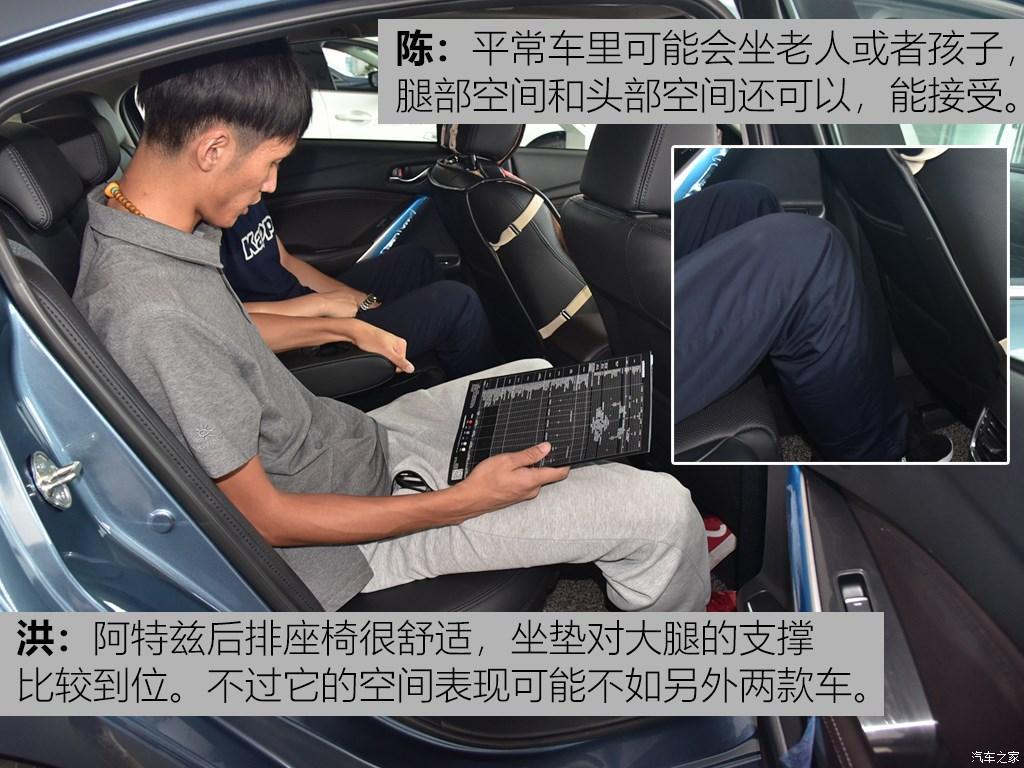 陈：平常车里可能会坐老人或者孩子，
腿部空间和头部空间还可以，能接受。
Kap
洪：阿特兹后排座椅很舒适，坐垫对大腿的支撑
比较到位。不过它的空间表现可能不如另外两款车。
汽车之家